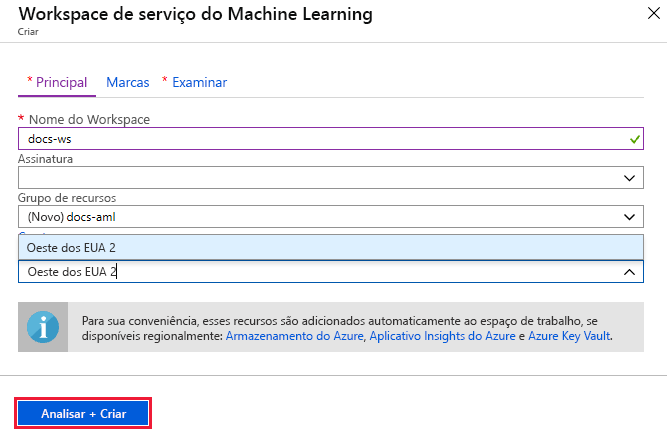 Workspace de serviço do Machine Learning
Criar
* Principal Marcas * Examinar
* Nome do Workspace
docs-ws
Assinatura
Grupo de recursos
(Novo) docs-aml
Oeste dos EUA 2
Oeste dos EUA 2
Para sua conveniência, esses recursos são adicionados automaticamente ao espaço de trabalho, se
disponíveis regionalmente: Armazenamento do Azure, Aplicativo Insights do Azure e Azure Key Vault.
Analisar + Criar